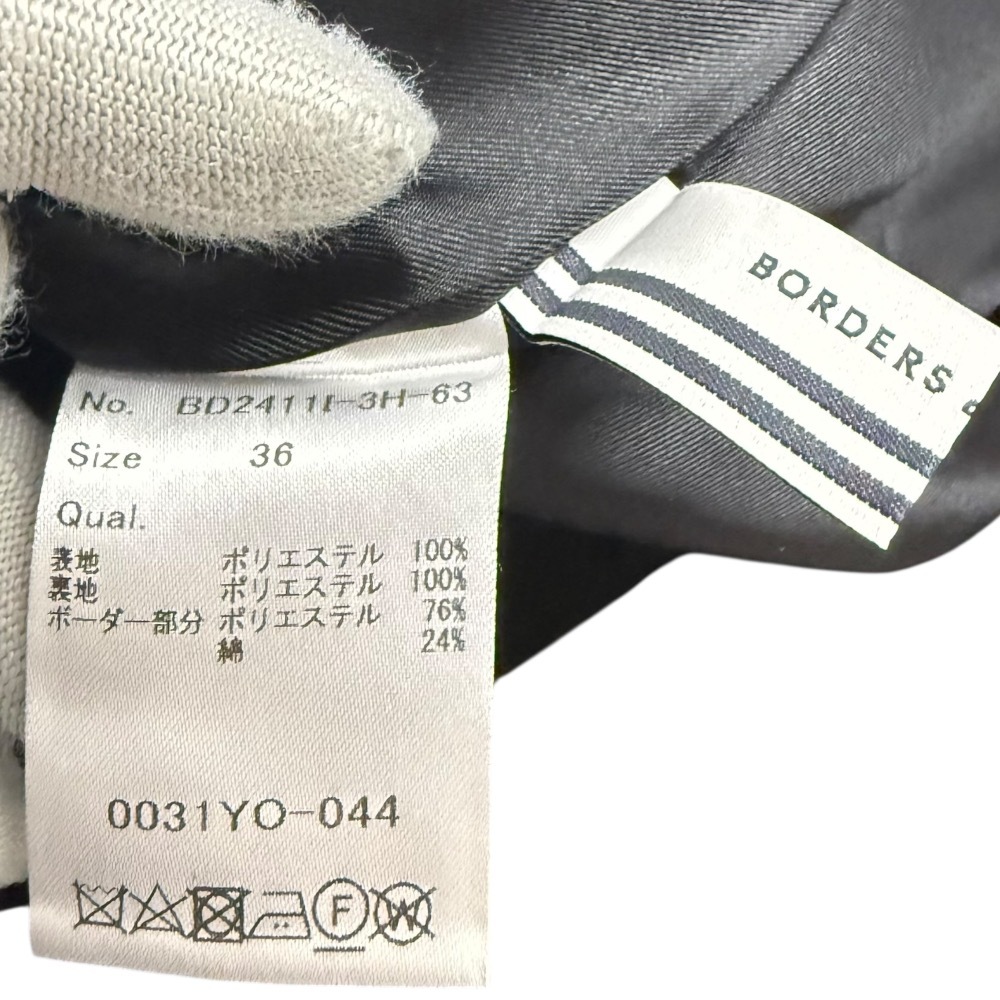 No. BD2411I-3H-63
Size 36
Qual.
表地 ポリエステル 100%
裏地 ポリエステル 100%
ボーダー部分 ポリエステル 76%
綿 24%
0031YO-044
F W
BORDERS